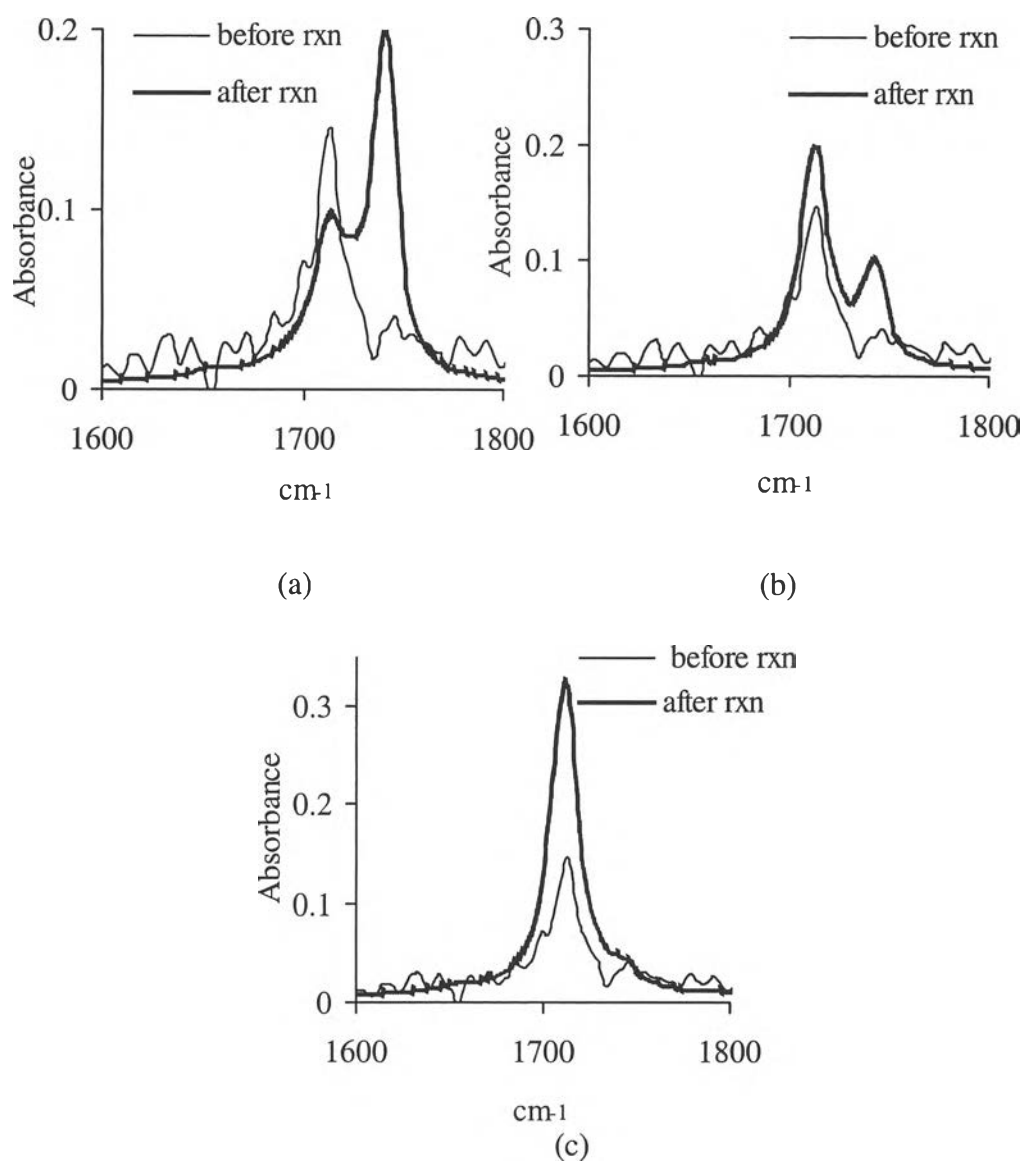 0.2
before rxn
after rxn
0.1
0
Absorbance
1600
1700
1800
cm-1
(a)
0.3
before rxn
after rxn
0.2
0.1
0
Absorbance
1600
1700
1800
cm-1
(b)
before rxn
after rxn
0.3
0.2
0.1
0
Absorbance
1600
1700
1800
cm-1
(c)